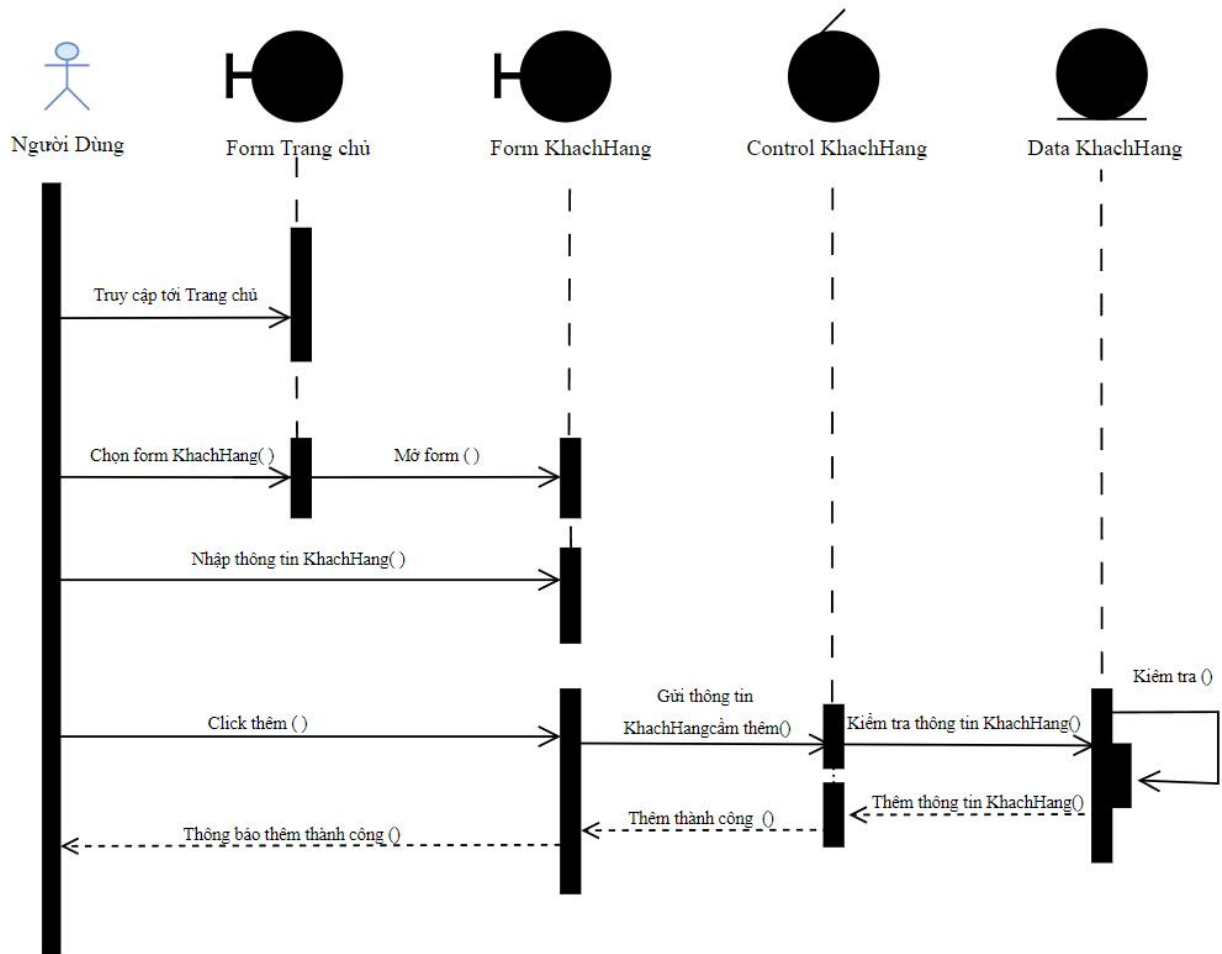 Người Dùng
Form Trang chủ
Form KhachHang
Control KhachHang
Data KhachHang
Truy cập tới Trang chủ
Chọn form KhachHang( )
Mở form ( )
Nhập thông tin KhachHang( )
Kiêm tra ()
Click thêm ( )
Gửi thông tin
KhachHangcầm thêm()
Kiểm tra thông tin KhachHang()
Thêm thông tin KhachHang()
Thêm thành công ()
Thông báo thêm thành công ()